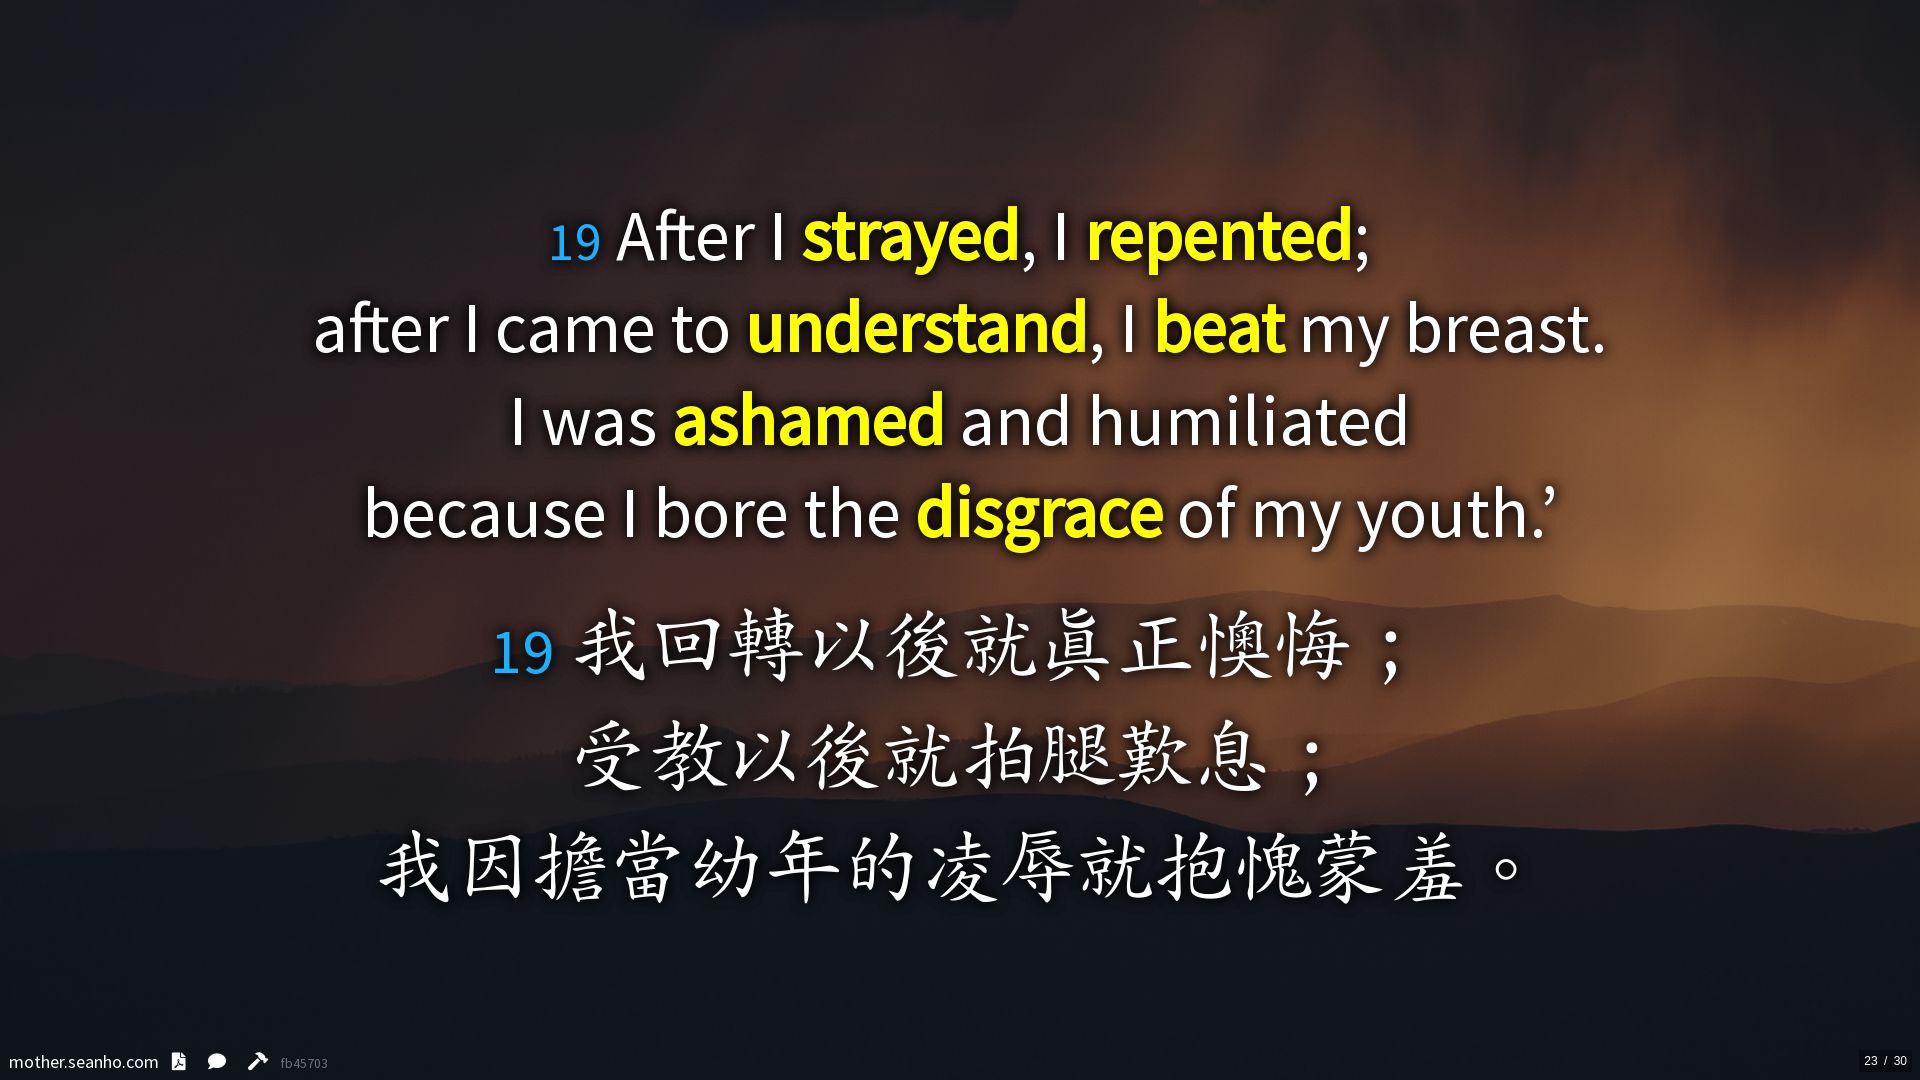 19 After I strayed, I repented;
after I came to understand, I beat my breast.
I was ashamed and humiliated
because I bore the disgrace of my youth.’
19 我回轉以後就眞正懊悔；
受教以後就拍腿歎息；
我因擔當幼年的凌辱就抱愧蒙羞。
mother.seanho.com fb45703
23 / 30